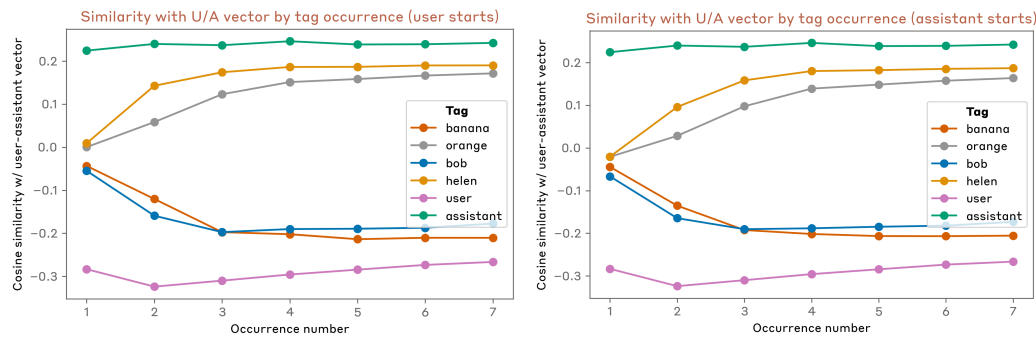 Similarity with U/A vector by tag occurrence (user starts)
Cosine similarity w/ user-assistant vector
0.2
0.1
0.0
−0.1
−0.2
−0.3
1 2 3 4 5 6 7
Occurrence number
Tag
banana
orange
bob
helen
user
assistant
Similarity with U/A vector by tag occurrence (assistant starts)
Cosine similarity w/ user-assistant vector
0.2
0.1
0.0
−0.1
−0.2
−0.3
1 2 3 4 5 6 7
Occurrence number
Tag
banana
orange
bob
helen
user
assistant